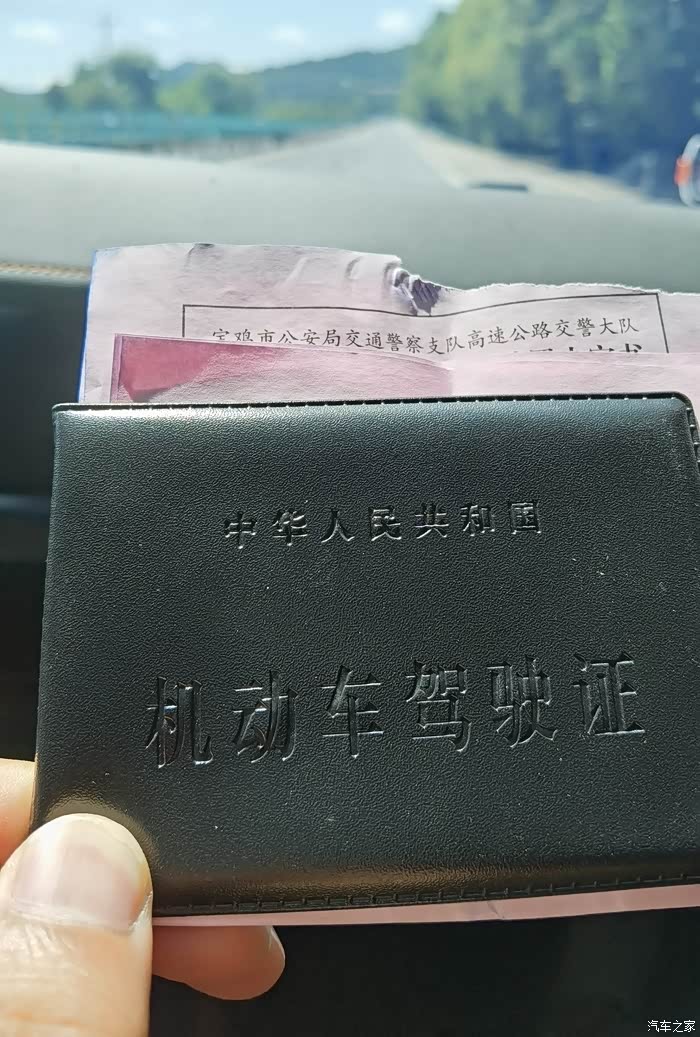 宝鸡市公安局交通警察支队高速公路交警大队
中华人民共和国
机动车驾驶证
汽车之家